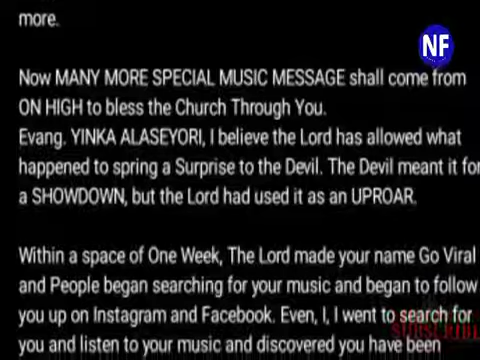 more.
NF
Now MANY MORE SPECIAL MUSIC MESSAGE shall come from
ON HIGH to bless the Church Through You.
Evang. YINKA ALASEYORI, I believe the Lord has allowed what
happened to spring a Surprise to the Devil. The Devil meant it for
a SHOWDOWN, but the Lord had used it as an UPROAR.
Within a space of One Week, The Lord made your name Go Viral
and People began searching for your music and began to follow
you up on Instagram and Facebook. Even, I, I went to search for
SUBSCRIBE
you and listen to your music and discovered you have been